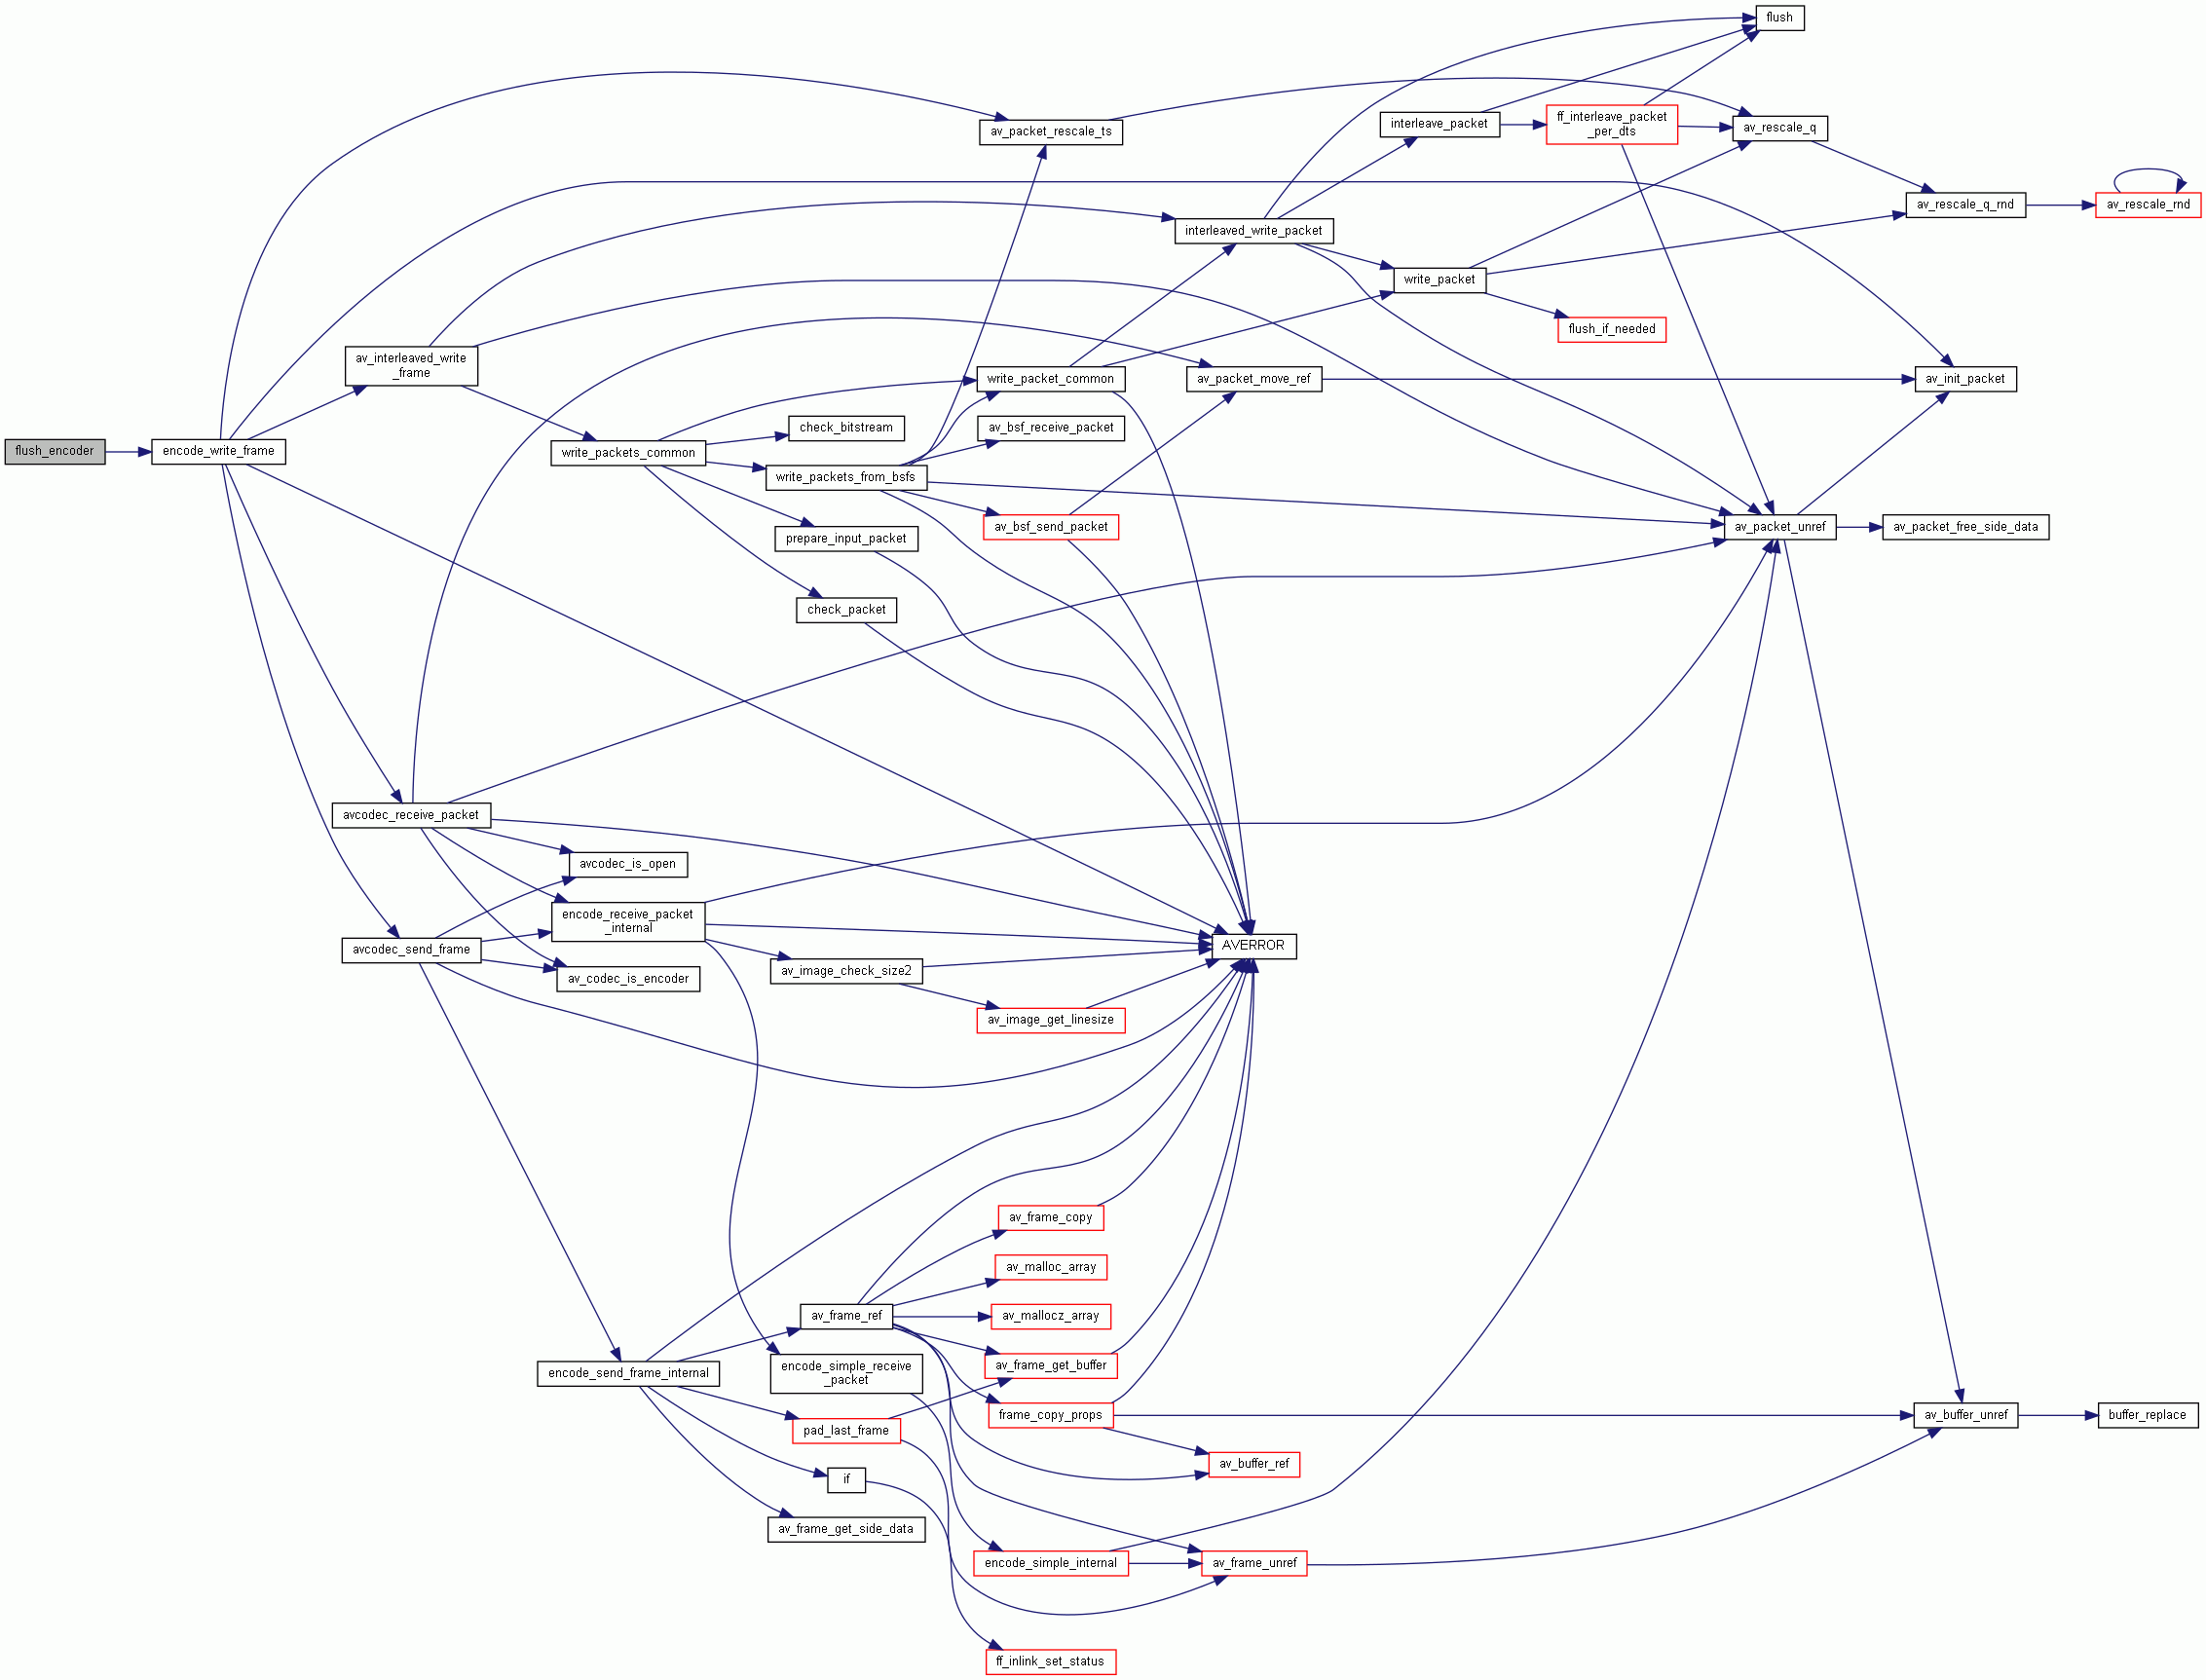 flush
av_packet_rescale_ts
interleave_packet
ff_interleave_packet
_per_dts
av_rescale_q
av_rescale_q_rnd
av_rescale_rnd
interleaved_write_packet
write_packet
flush_if_needed
av_interleaved_write
_frame
write_packet_common
av_packet_move_ref
av_init_packet
check_bitstream
av_bsf_receive_packet
flush_encoder
encode_write_frame
write_packets_common
write_packets_from_bsfs
av_bsf_send_packet
av_packet_unref
av_packet_free_side_data
prepare_input_packet
check_packet
avcodec_receive_packet
avcodec_is_open
encode_receive_packet
_internal
avcodec_send_frame
AVERROR
av_codec_is_encoder
av_image_check_size2
av_image_get_linesize
av_frame_copy
av_malloc_array
av_frame_ref
av_mallocz_array
encode_send_frame_internal
encode_simple_receive
_packet
av_frame_get_buffer
frame_copy_props
av_buffer_unref
buffer_replace
pad_last_frame
av_buffer_ref
if
av_frame_get_side_data
encode_simple_internal
av_frame_unref
ff_inlink_set_status